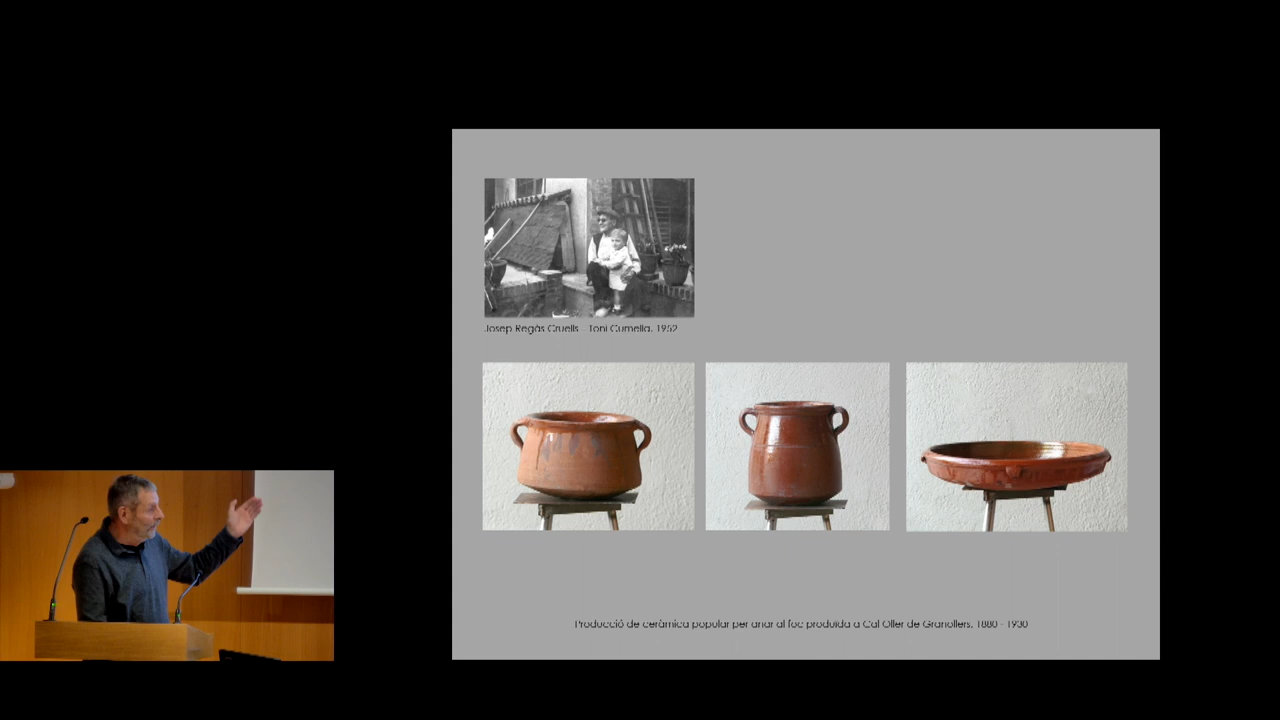 Josep Regàs Cruells - Toni Cumella. 1952
Producció de ceràmica popular per anar al foc produïda a Cal Oller de Granollers. 1880 - 1930